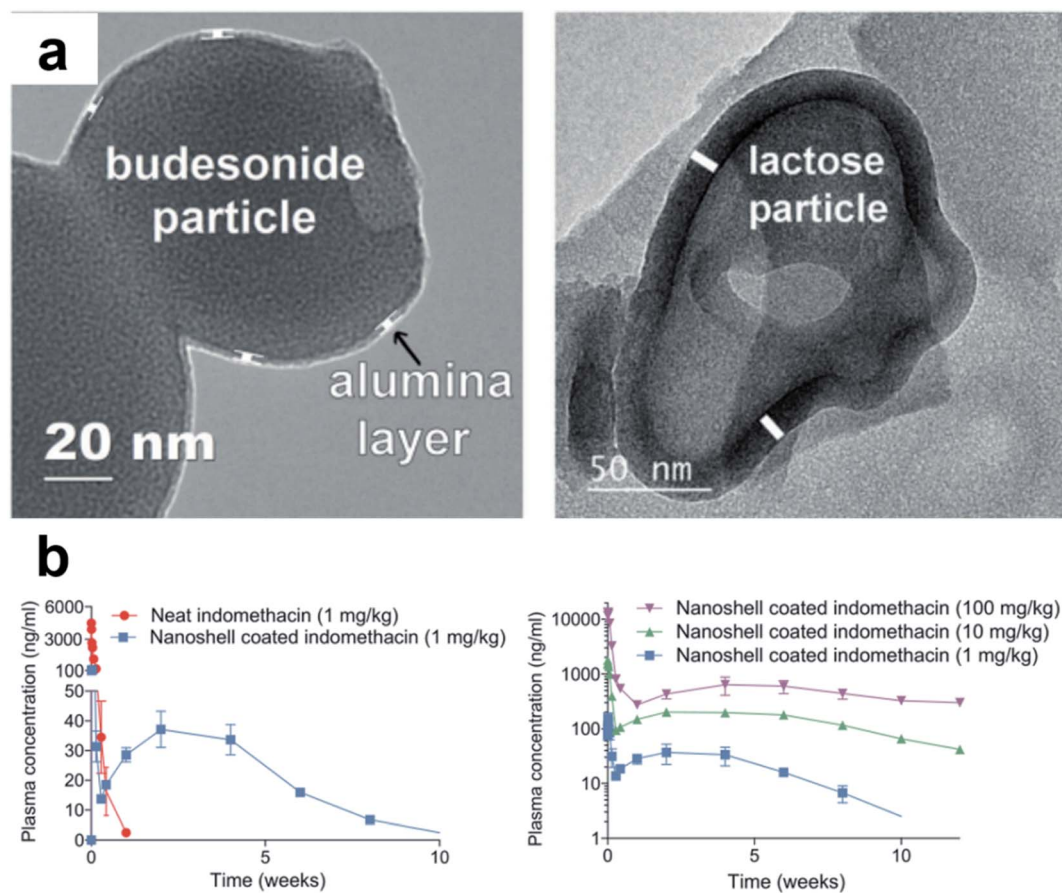 a
budesonide
particle
20 nm
alumina
layer
lactose
particle
50 nm
b
Plasma concentration (ng/ml)
6000
3000
100
50
40
30
20
10
0
Neat indomethacin (1 mg/kg)
Nanoshell coated indomethacin (1 mg/kg)
0
5
10
Time (weeks)
Plasma concentration (ng/ml)
10000
1000
100
10
1
Nanoshell coated indomethacin (100 mg/kg)
Nanoshell coated indomethacin (10 mg/kg)
Nanoshell coated indomethacin (1 mg/kg)
0
5
10
Time (weeks)